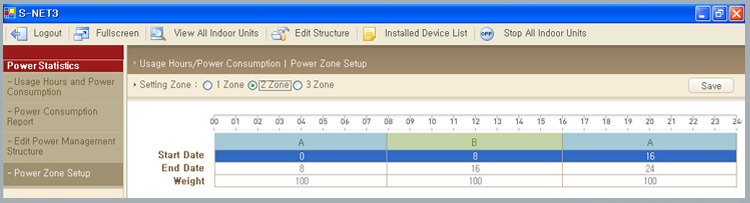 S-NET3
Logout Fullscreen View All Indoor Units Edit Structure Installed Device List OFF Stop All Indoor Units
Power Statistics
- Usage Hours and Power
Consumption
- Power Consumption
Report
- Edit Power Management
Structure
- Power Zone Setup
Usage Hours/Power Consumption | Power Zone Setup
Setting Zone : 1 Zone 2 Zone 3 Zone Save
00 01 02 03 04 05 06 07 08 09 10 11 12 13 14 15 16 17 18 19 20 21 22 23 24
A B A
Start Date 0 8 16
End Date 8 16 24
Weight 100 100 100